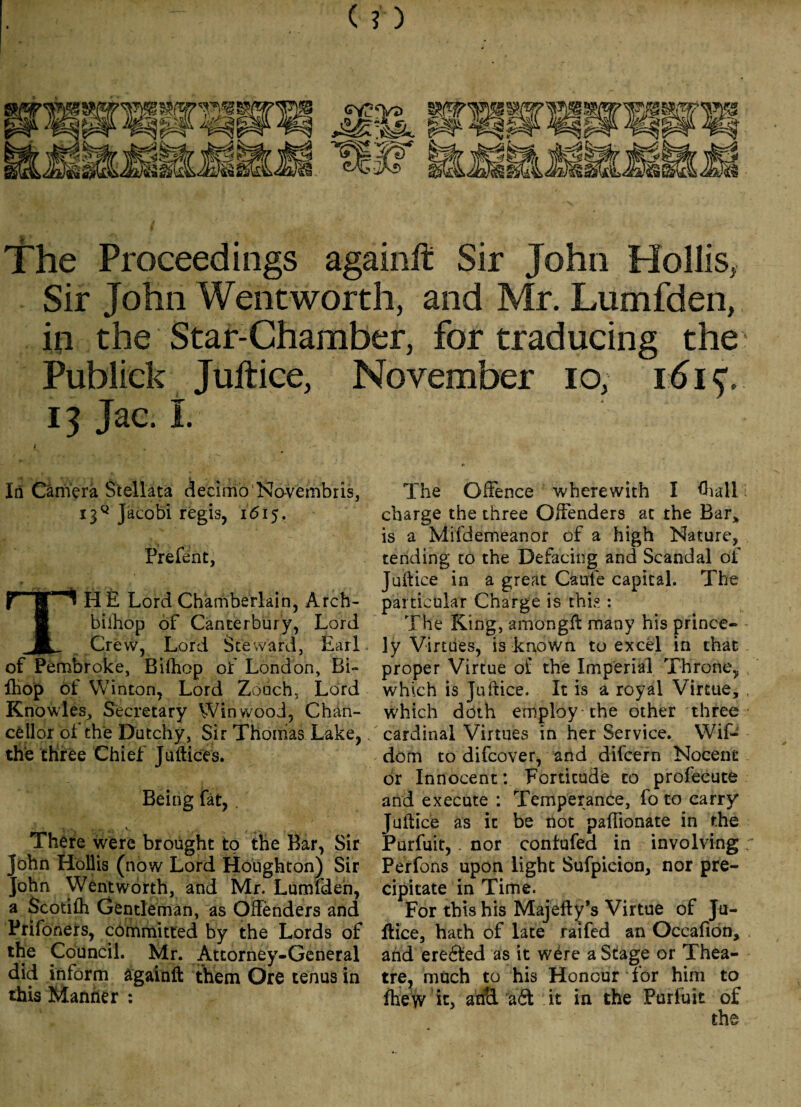 ( 3 )
The Proceedings againſt Sir John Hollis,
Sir John Wentworth, and Mr. Lumſden,
in the Star-Chamber, for traducing the
Publick Juſtice, November 10, 1615.
13 Jac. I.
In Camera Stellata decimo Novembris,
13º Jacobi regis, 1615.
Preſent,
THE Lord Chamberlain, Arch-
biſhop of Canterbury, Lord
Crew, Lord Steward, Earl
of Pembroke, Biſhop of London, Bi-
ſhop of Winton, Lord Zouch, Lord
Knowles, Secretary Winwood, Chan-
cellor of the Dutchy, Sir Thomas Lake,
the three Chief Juſtices.
Being ſat,
There were brought to the Bar, Sir
John Hollis (now Lord Houghton) Sir
John Wentworth, and Mr. Lumſden,
a Scotiſh Gentleman, as Offenders and
Priſoners, committed by the Lords of
the Council. Mr. Attorney-General
did inform againſt them Ore tenus in
this Manner :
The Offence wherewith I ſhall
charge the three Offenders at the Bar,
is a Miſdemeanor of a high Nature,
tending to the Defacing and Scandal of
Juſtice in a great Cauſe capital. The
particular Charge is this :
The King, amongſt many his prince-
ly Virtues, is known to excel in that
proper Virtue of the Imperial Throne,
which is Juſtice. It is a royal Virtue,
which doth employ the other three
cardinal Virtues in her Service. Wiſ-
dom to diſcover, and diſcern Nocent
or Innocent: Fortitude to proſecute
and execute : Temperance, ſo to carry
Juſtice as it be not paſſionate in the
Purſuit, nor confuſed in involving
Perſons upon light Suſpicion, nor pre-
cipitate in Time.
For this his Majeſty's Virtue of Ju-
ſtice, hath of late raiſed an Occaſion,
and erected as it were a Stage or Thea-
tre, much to his Honour for him to
ſhew it, and act it in the Purſuit of
the